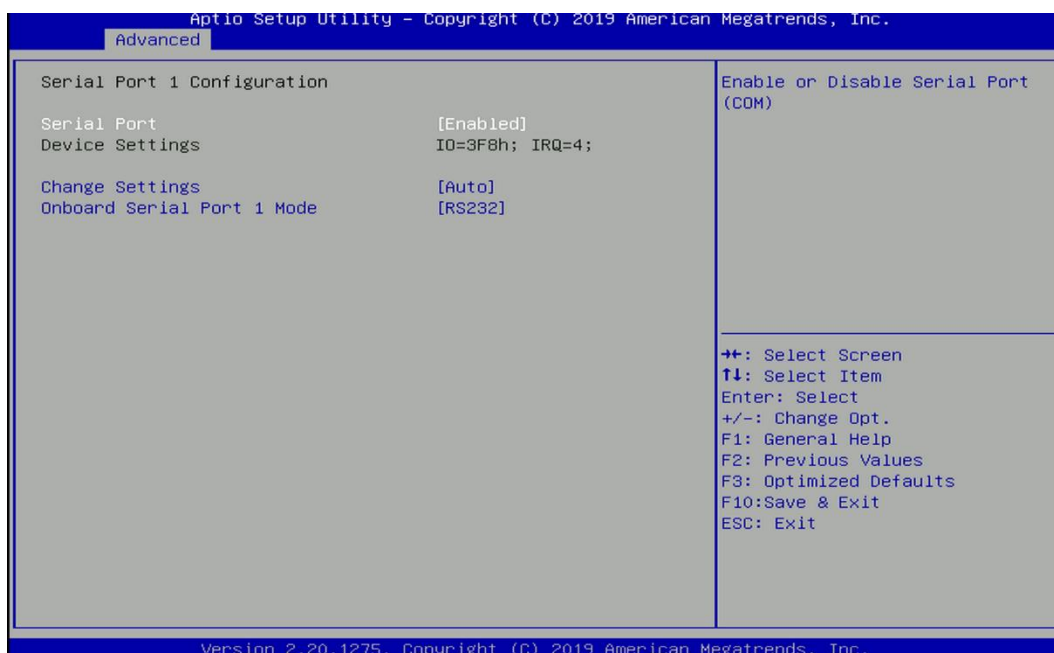 Aptio Setup Utility – Copyright (C) 2019 American Megatrends, Inc.
Advanced
Serial Port 1 Configuration
Serial Port [Enabled]
Device Settings IO=3F8h; IRQ=4;
Change Settings [Auto]
Onboard Serial Port 1 Mode [RS232]
Enable or Disable Serial Port
(COM)
→←: Select Screen
↑↓: Select Item
Enter: Select
+/-: Change Opt.
F1: General Help
F2: Previous Values
F3: Optimized Defaults
F10:Save & Exit
ESC: Exit
Version 2.20.1275. Copyright (C) 2019 American Megatrends, Inc.